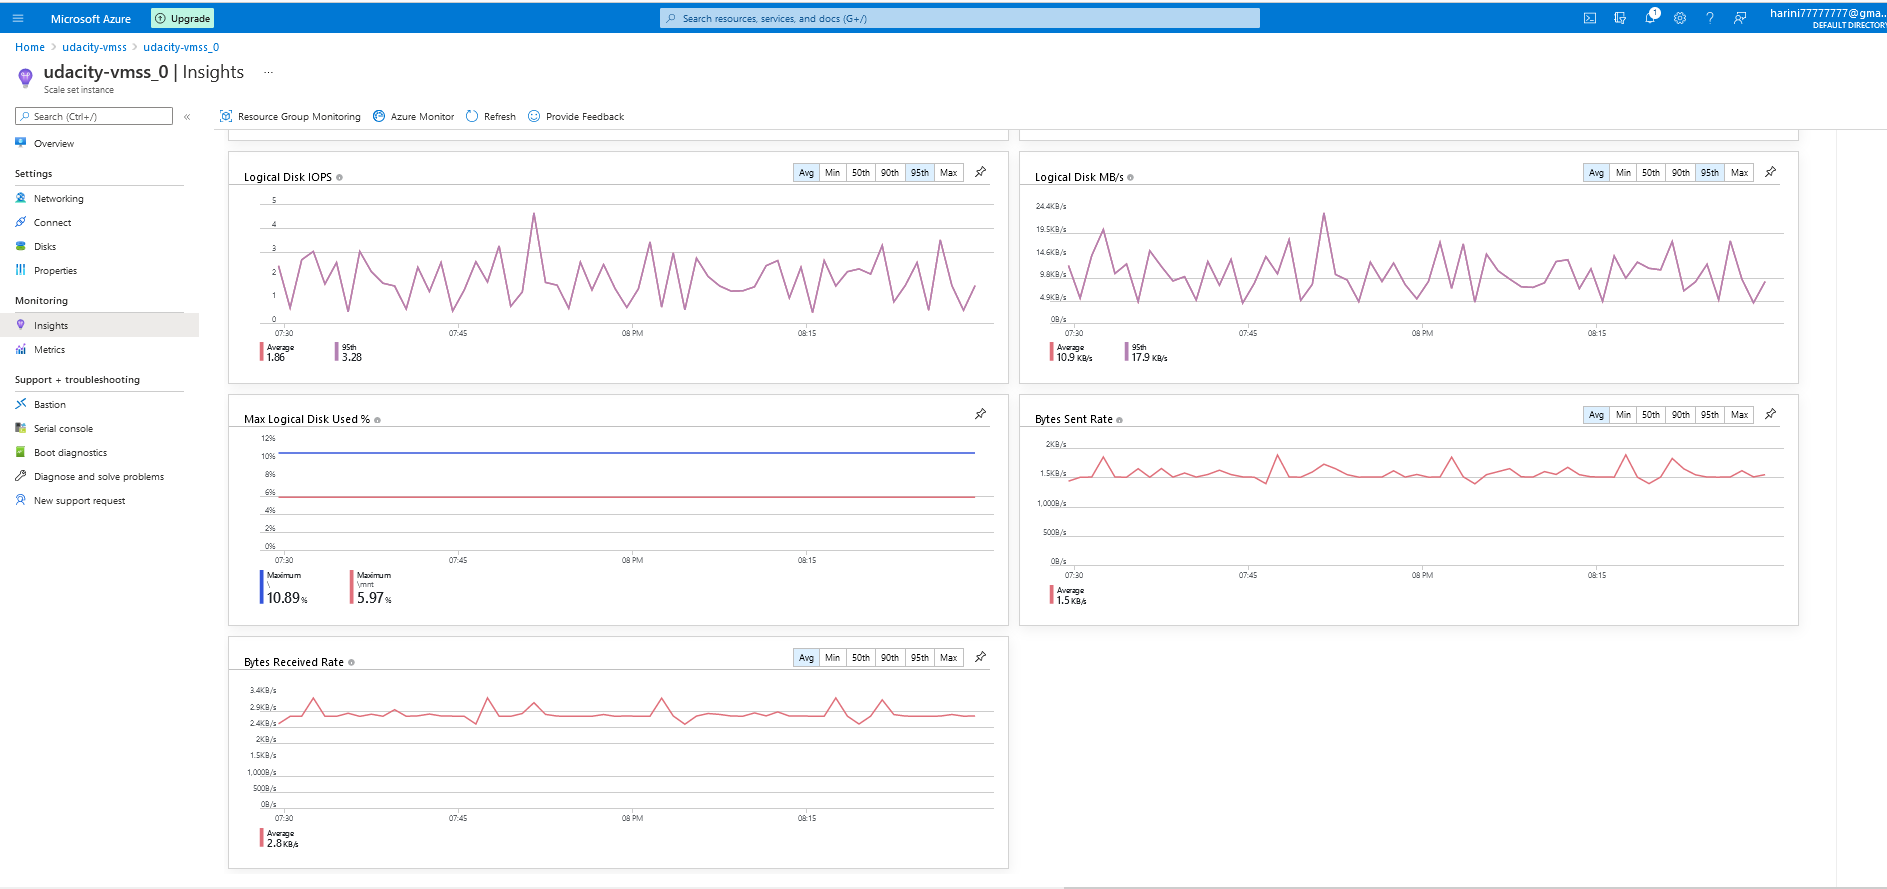 Microsoft Azure
Upgrade
Search resources, services, and docs (G+/)
1
harini77777777@gma...
DEFAULT DIRECTORY
Home > udacity-vmss > udacity-vmss_0
udacity-vmss_0 | Insights ...
Scale set instance
Search (Ctrl+/)
«
Resource Group Monitoring
Azure Monitor
Refresh
Provide Feedback
Overview
Settings
Networking
Connect
Disks
Properties
Monitoring
Insights
Metrics
Support + troubleshooting
Bastion
Serial console
Boot diagnostics
Diagnose and solve problems
New support request
Logical Disk IOPS
Avg Min 50th 90th 95th Max
5
4
3
2
1
0
07:30 07:45 08 PM 08:15
Average
1.86
95th
3.28
Logical Disk MB/s
Avg Min 50th 90th 95th Max
24.4KB/s
19.5KB/s
14.6KB/s
9.8KB/s
4.9KB/s
0B/s
07:30 07:45 08 PM 08:15
Average
10.9 KB/s
95th
17.9 KB/s
Max Logical Disk Used %
12%
10%
8%
6%
4%
2%
0%
07:30 07:45 08 PM 08:15
Maximum
\
10.89 %
Maximum
\mnt
5.97 %
Bytes Sent Rate
Avg Min 50th 90th 95th Max
2KB/s
1.5KB/s
1,000B/s
500B/s
0B/s
07:30 07:45 08 PM 08:15
Average
1.5 KB/s
Bytes Received Rate
Avg Min 50th 90th 95th Max
3.4KB/s
2.9KB/s
2.4KB/s
2KB/s
1.5KB/s
1,000B/s
500B/s
0B/s
07:30 07:45 08 PM 08:15
Average
2.8 KB/s